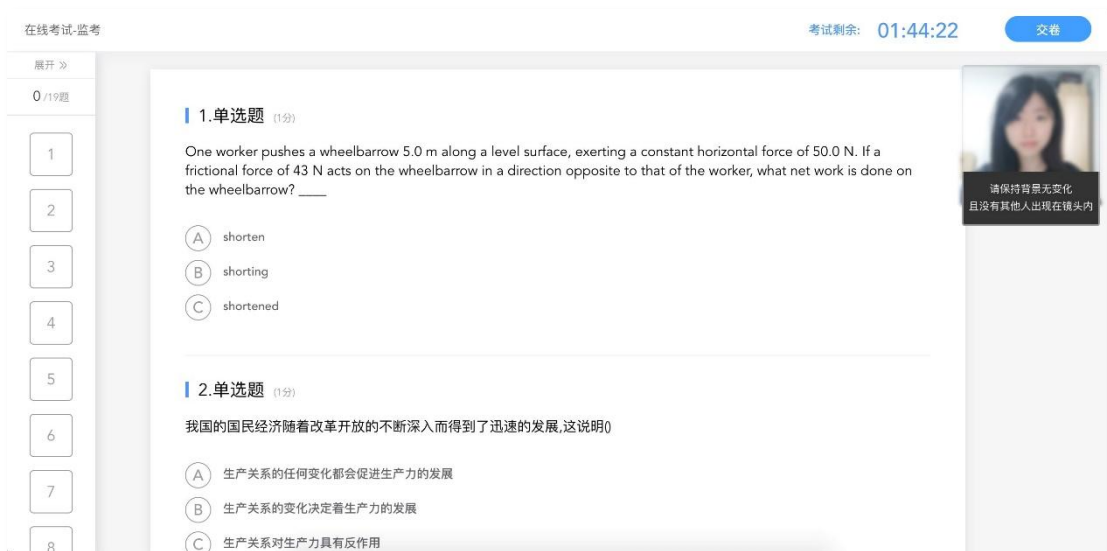 在线考试-监考
考试剩余: 01:44:22
交卷
展开 »
0 /19题
1
2
3
4
5
6
7
8
1.单选题 (1分)
One worker pushes a wheelbarrow 5.0 m along a level surface, exerting a constant horizontal force of 50.0 N. If a
frictional force of 43 N acts on the wheelbarrow in a direction opposite to that of the worker, what net work is done on
the wheelbarrow? ____
A shorten
B shorting
C shortened
请保持背景无变化
且没有其他人出现在镜头内
2.单选题 (1分)
我国的国民经济随着改革开放的不断深入而得到了迅速的发展,这说明()
A 生产关系的任何变化都会促进生产力的发展
B 生产关系的变化决定着生产力的发展
C 生产关系对生产力具有反作用